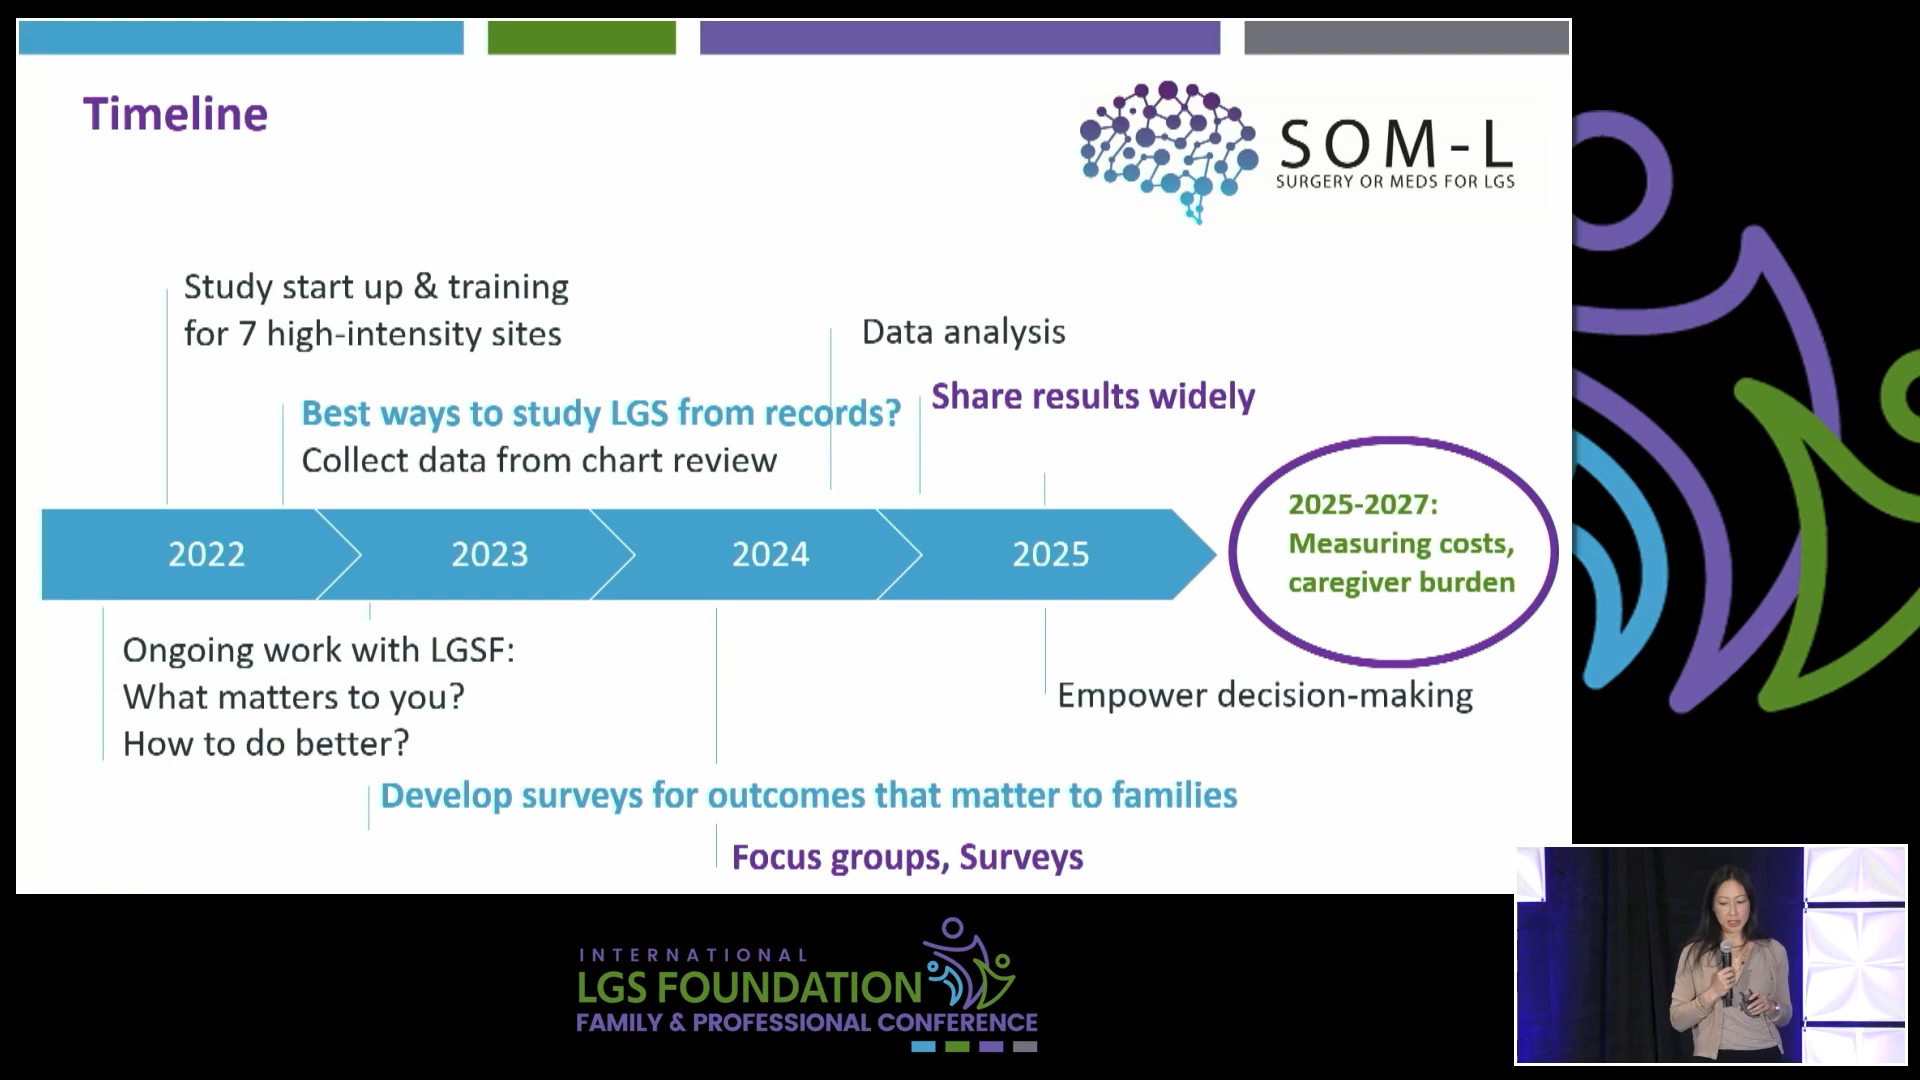 Timeline
SOM-L
SURGERY OR MEDS FOR LGS
Study start up & training
for 7 high-intensity sites
Data analysis
Best ways to study LGS from records?
Share results widely
Collect data from chart review
2022
2023
2024
2025
2025-2027:
Measuring costs,
caregiver burden
Ongoing work with LGSF:
What matters to you?
How to do better?
Empower decision-making
Develop surveys for outcomes that matter to families
Focus groups, Surveys
INTERNATIONAL
LGS FOUNDATION
FAMILY & PROFESSIONAL CONFERENCE